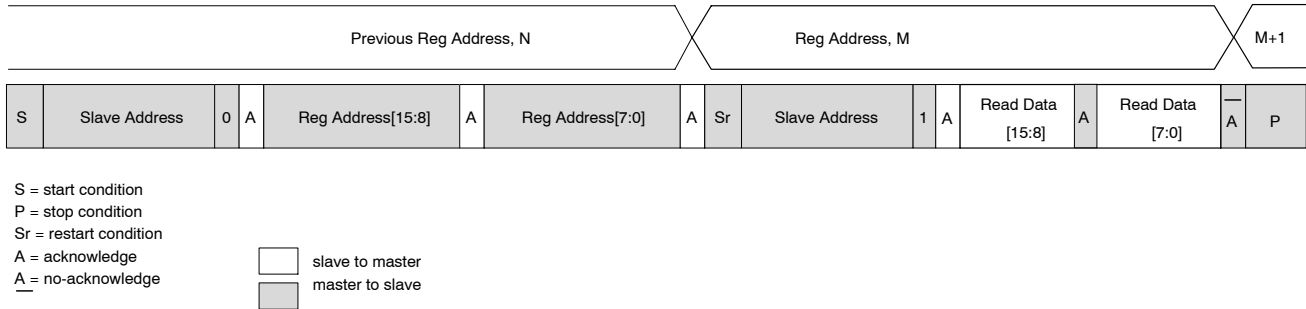 Previous Reg Address, N Reg Address, M M+1
S Slave Address 0 A Reg Address[15:8] A Reg Address[7:0] A Sr Slave Address 1 A Read Data [15:8] A Read Data [7:0] A̅ P
S = start condition
P = stop condition
Sr = restart condition
A = acknowledge
A̲ = no-acknowledge
slave to master
master to slave